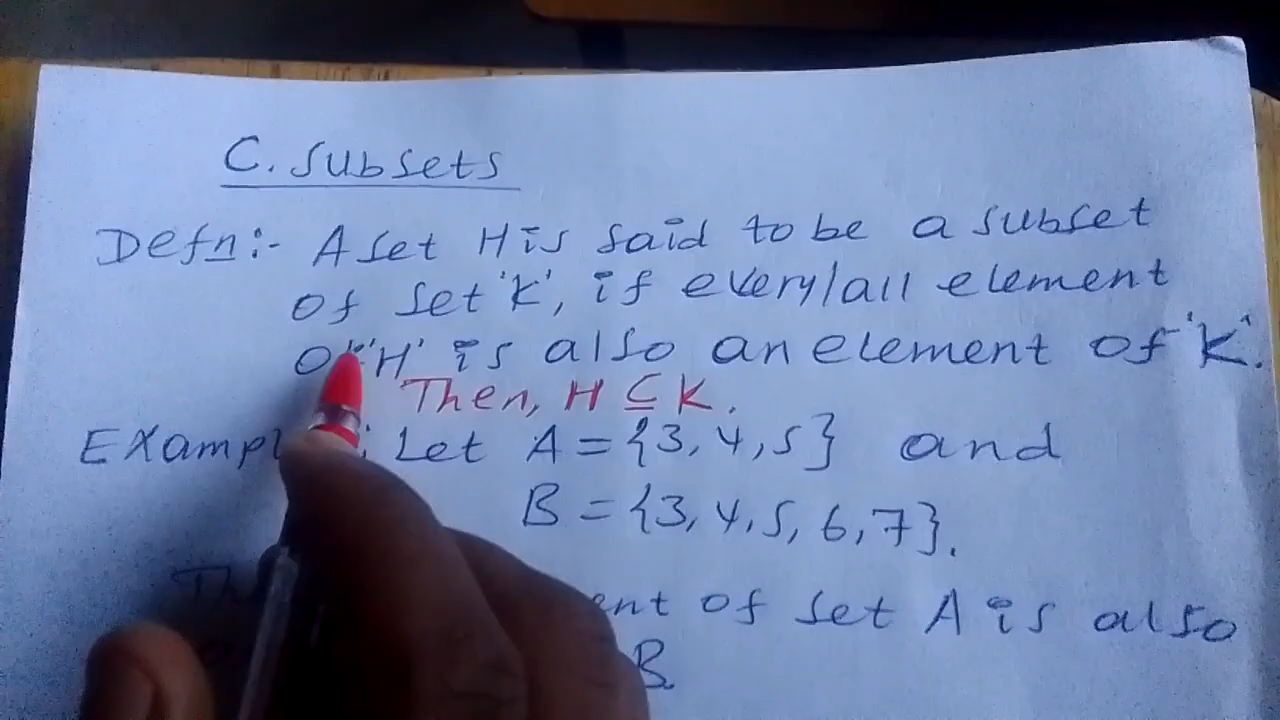 C. Subsets
Defn:- A set H is said to be a subset
of set 'K', if every/all element
of 'H' is also an element of 'K'.
Then, H ⊆ K.
Let A = {3, 4, 5} and
B = {3, 4, 5, 6, 7}.
of set A is also
B